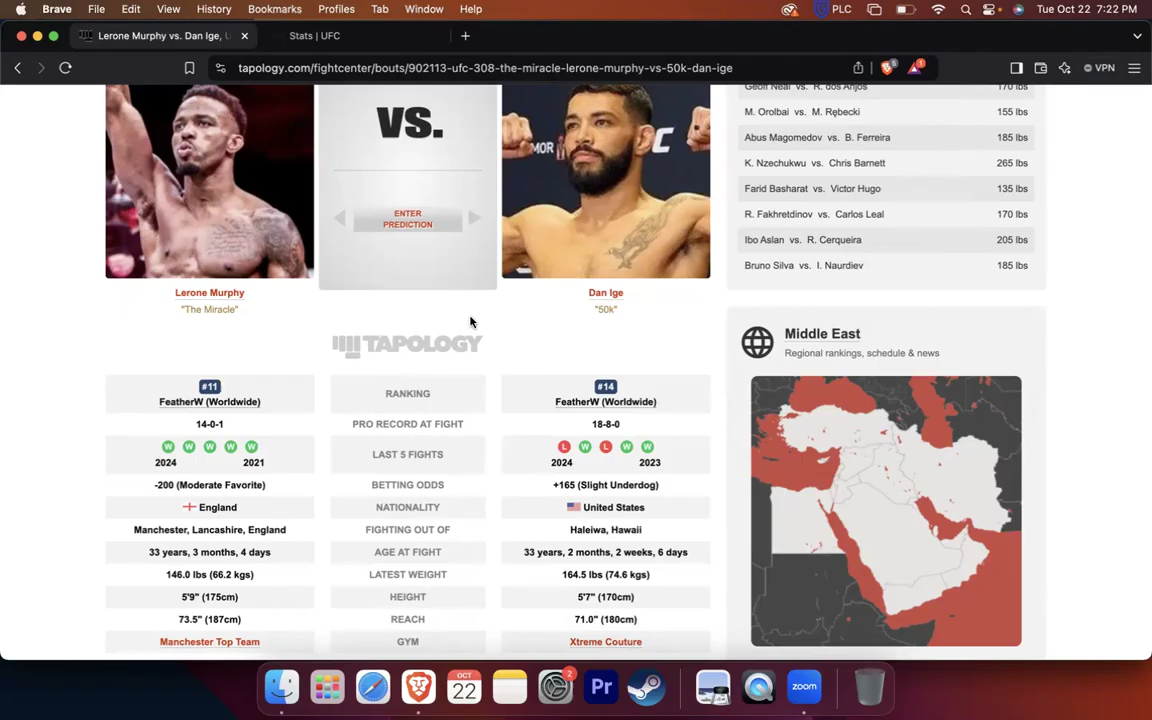 Brave File Edit View History Bookmarks Profiles Tab Window Help PLC Tue Oct 22 7:22 PM
Lerone Murphy vs. Dan Ige, U Stats | UFC
tapology.com/fightcenter/bouts/902113-ufc-308-the-miracle-lerone-murphy-vs-50k-dan-ige VPN
VS.
ENTER
PREDICTION
Lerone Murphy
"The Miracle"
Dan Ige
"50k"
TAPOLOGY
#11 RANKING #14
FeatherW (Worldwide) FeatherW (Worldwide)
14-0-1 PRO RECORD AT FIGHT 18-8-0
W W W W W LAST 5 FIGHTS L W L W W
2024 2021 2024 2023
-200 (Moderate Favorite) BETTING ODDS +165 (Slight Underdog)
England NATIONALITY United States
Manchester, Lancashire, England FIGHTING OUT OF Haleiwa, Hawaii
33 years, 3 months, 4 days AGE AT FIGHT 33 years, 2 months, 2 weeks, 6 days
146.0 lbs (66.2 kgs) LATEST WEIGHT 164.5 lbs (74.6 kgs)
5'9" (175cm) HEIGHT 5'7" (170cm)
73.5" (187cm) REACH 71.0" (180cm)
Manchester Top Team GYM Xtreme Couture
Geoff Neal vs. R. dos Anjos 170 lbs
M. Orolbai vs. M. Rębecki 155 lbs
Abus Magomedov vs. B. Ferreira 185 lbs
K. Nzechukwu vs. Chris Barnett 265 lbs
Farid Basharat vs. Victor Hugo 135 lbs
R. Fakhretdinov vs. Carlos Leal 170 lbs
Ibo Aslan vs. R. Cerqueira 205 lbs
Bruno Silva vs. I. Naurdiev 185 lbs
Middle East
Regional rankings, schedule & news
OCT
22
2
Pr
zoom